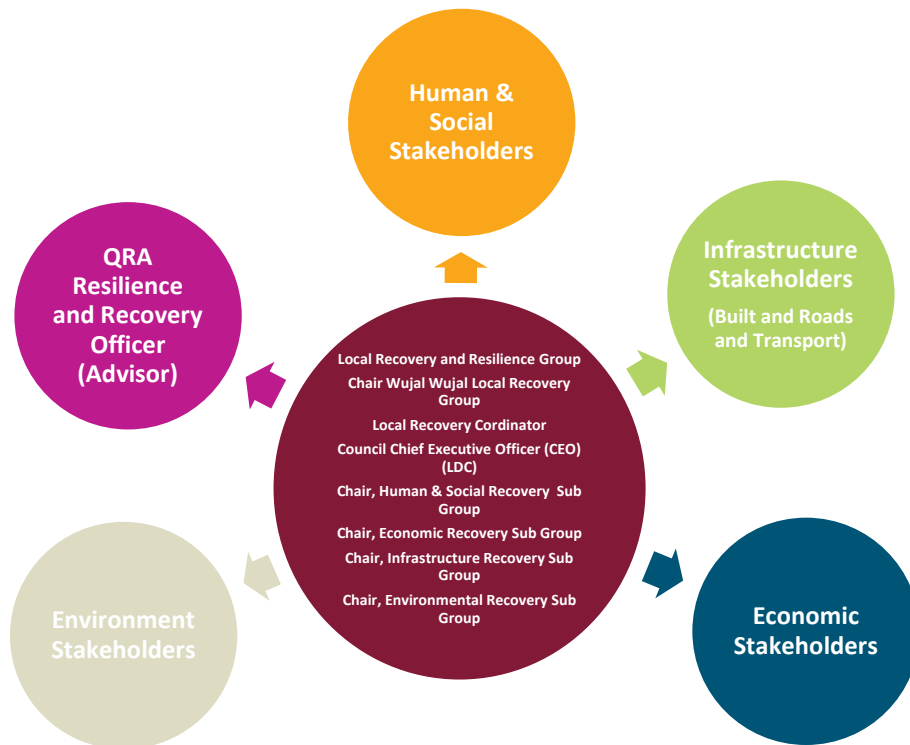 Human &
Social
Stakeholders
QRA
Resilience
and Recovery
Officer
(Advisor)
Infrastructure
Stakeholders
(Built and Roads
and Transport)
Local Recovery and Resilience Group
Chair Wujal Wujal Local Recovery
Group
Local Recovery Cordinator
Council Chief Executive Officer (CEO)
(LDC)
Chair, Human & Social Recovery Sub
Group
Chair, Economic Recovery Sub Group
Chair, Infrastructure Recovery Sub
Group
Chair, Environmental Recovery Sub
Group
Environment
Stakeholders
Economic
Stakeholders